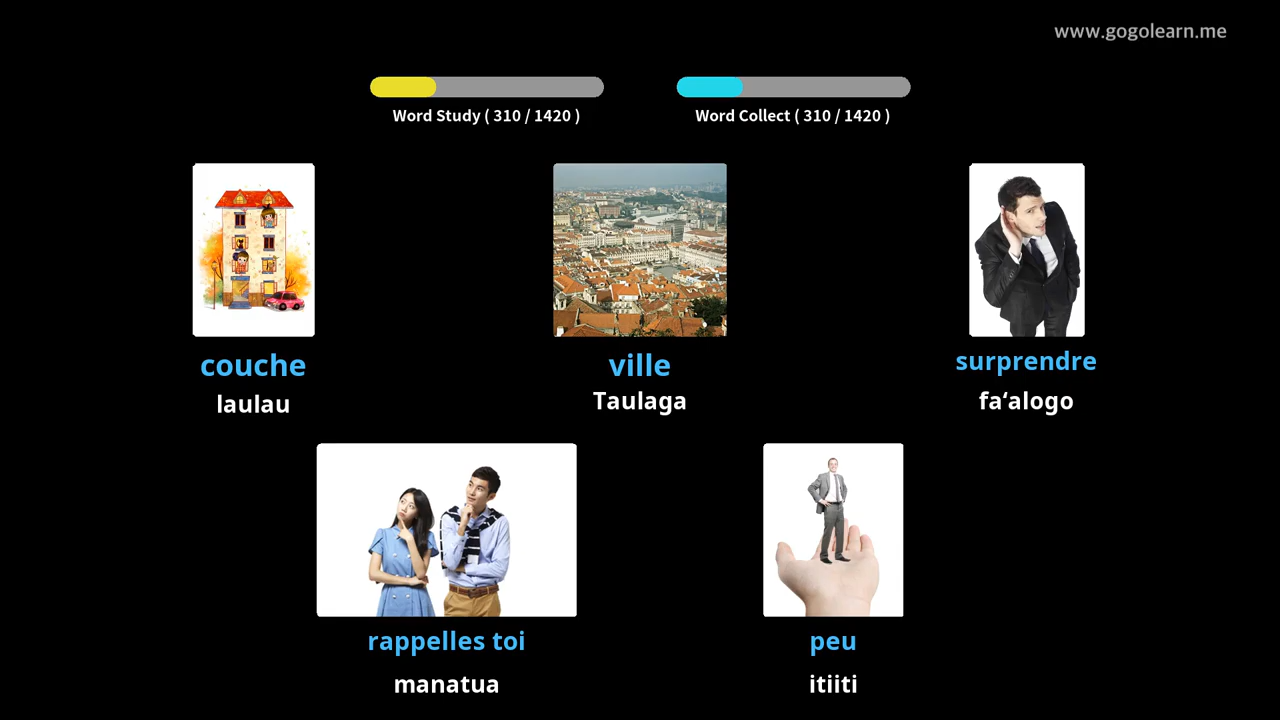 www.gogolearn.me
Word Study ( 310 / 1420 )
Word Collect ( 310 / 1420 )
couche
laulau
ville
Taulaga
surprendre
fa‘alogo
rappelles toi
manatua
peu
itiiti